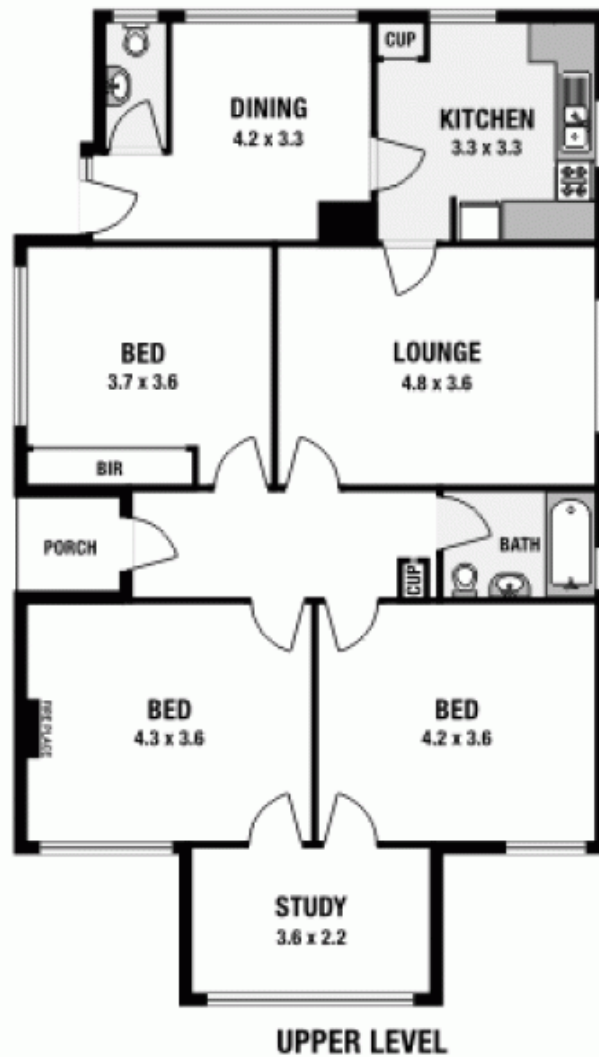 CUP
DINING
4.2 x 3.3
KITCHEN
3.3 x 3.3
BED
3.7 x 3.6
LOUNGE
4.8 x 3.6
BIR
PORCH
BATH
CUP
BED
4.3 x 3.6
FIRE PLACE
BED
4.2 x 3.6
STUDY
3.6 x 2.2
UPPER LEVEL